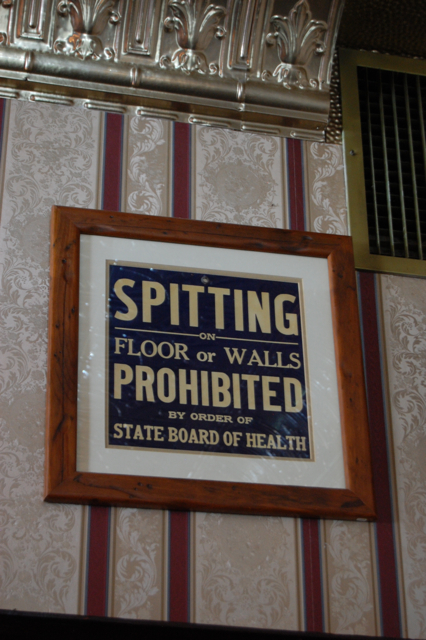 SPITTING
ON
FLOOR or WALLS
PROHIBITED
BY ORDER OF
STATE BOARD OF HEALTH